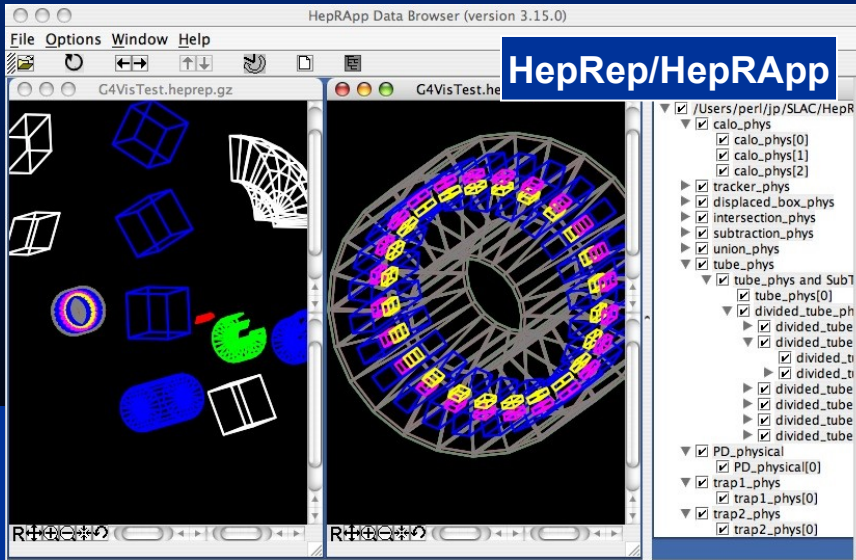 HepRApp Data Browser (version 3.15.0)
File Options Window Help
HepRep/HepRApp
G4VisTest.heprep.gz
G4VisTest.he
/Users/perl/jp/SLAC/HepR
calo_phys
calo_phys[0]
calo_phys[1]
calo_phys[2]
tracker_phys
displaced_box_phys
intersection_phys
subtraction_phys
union_phys
tube_phys
tube_phys and SubT
tube_phys[0]
divided_tube_ph
divided_tube
divided_tube
divided_tu
divided_tu
divided_tube
divided_tube
divided_tube
divided_tube
PD_physical
PD_physical[0]
trap1_phys
trap1_phys[0]
trap2_phys
trap2_phys[0]
R
R